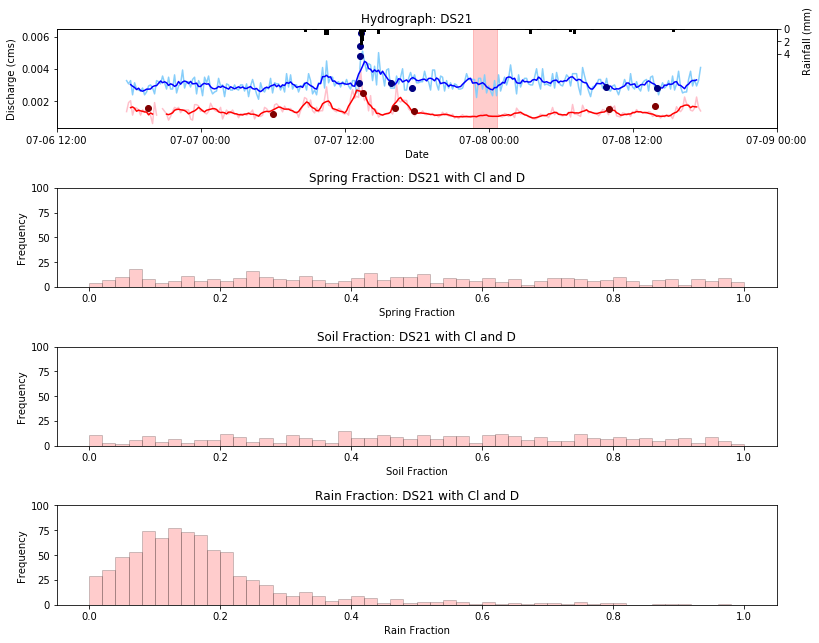 Hydrograph: DS21
0.006
0.004
0.002
Discharge (cms)
0
2
4
Rainfall (mm)
07-06 12:00 07-07 00:00 07-07 12:00 07-08 00:00 07-08 12:00 07-09 00:00
Date
Spring Fraction: DS21 with Cl and D
100
75
50
25
0
Frequency
0.0 0.2 0.4 0.6 0.8 1.0
Spring Fraction
Soil Fraction: DS21 with Cl and D
100
75
50
25
0
Frequency
0.0 0.2 0.4 0.6 0.8 1.0
Soil Fraction
Rain Fraction: DS21 with Cl and D
100
75
50
25
0
Frequency
0.0 0.2 0.4 0.6 0.8 1.0
Rain Fraction